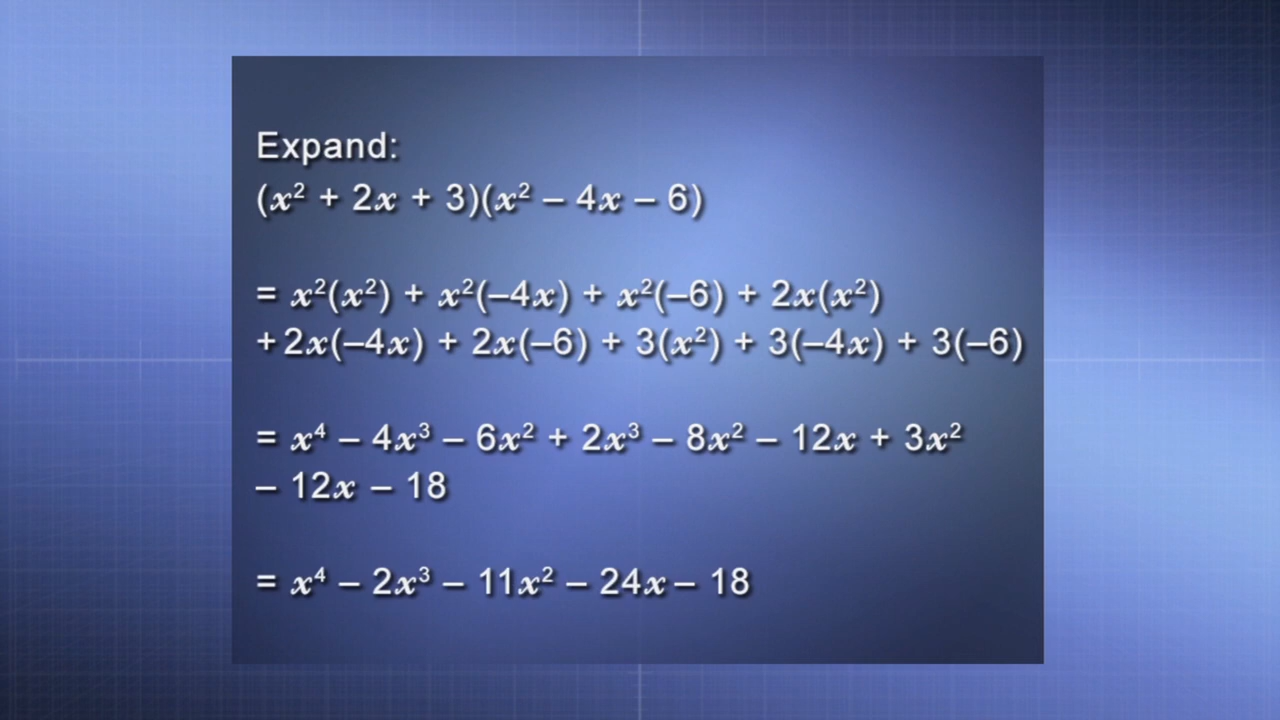 Expand:
(x² + 2x + 3)(x² – 4x – 6)
= x²(x²) + x²(–4x) + x²(–6) + 2x(x²)
+ 2x(–4x) + 2x(–6) + 3(x²) + 3(–4x) + 3(–6)
= x⁴ – 4x³ – 6x² + 2x³ – 8x² – 12x + 3x²
– 12x – 18
= x⁴ – 2x³ – 11x² – 24x – 18